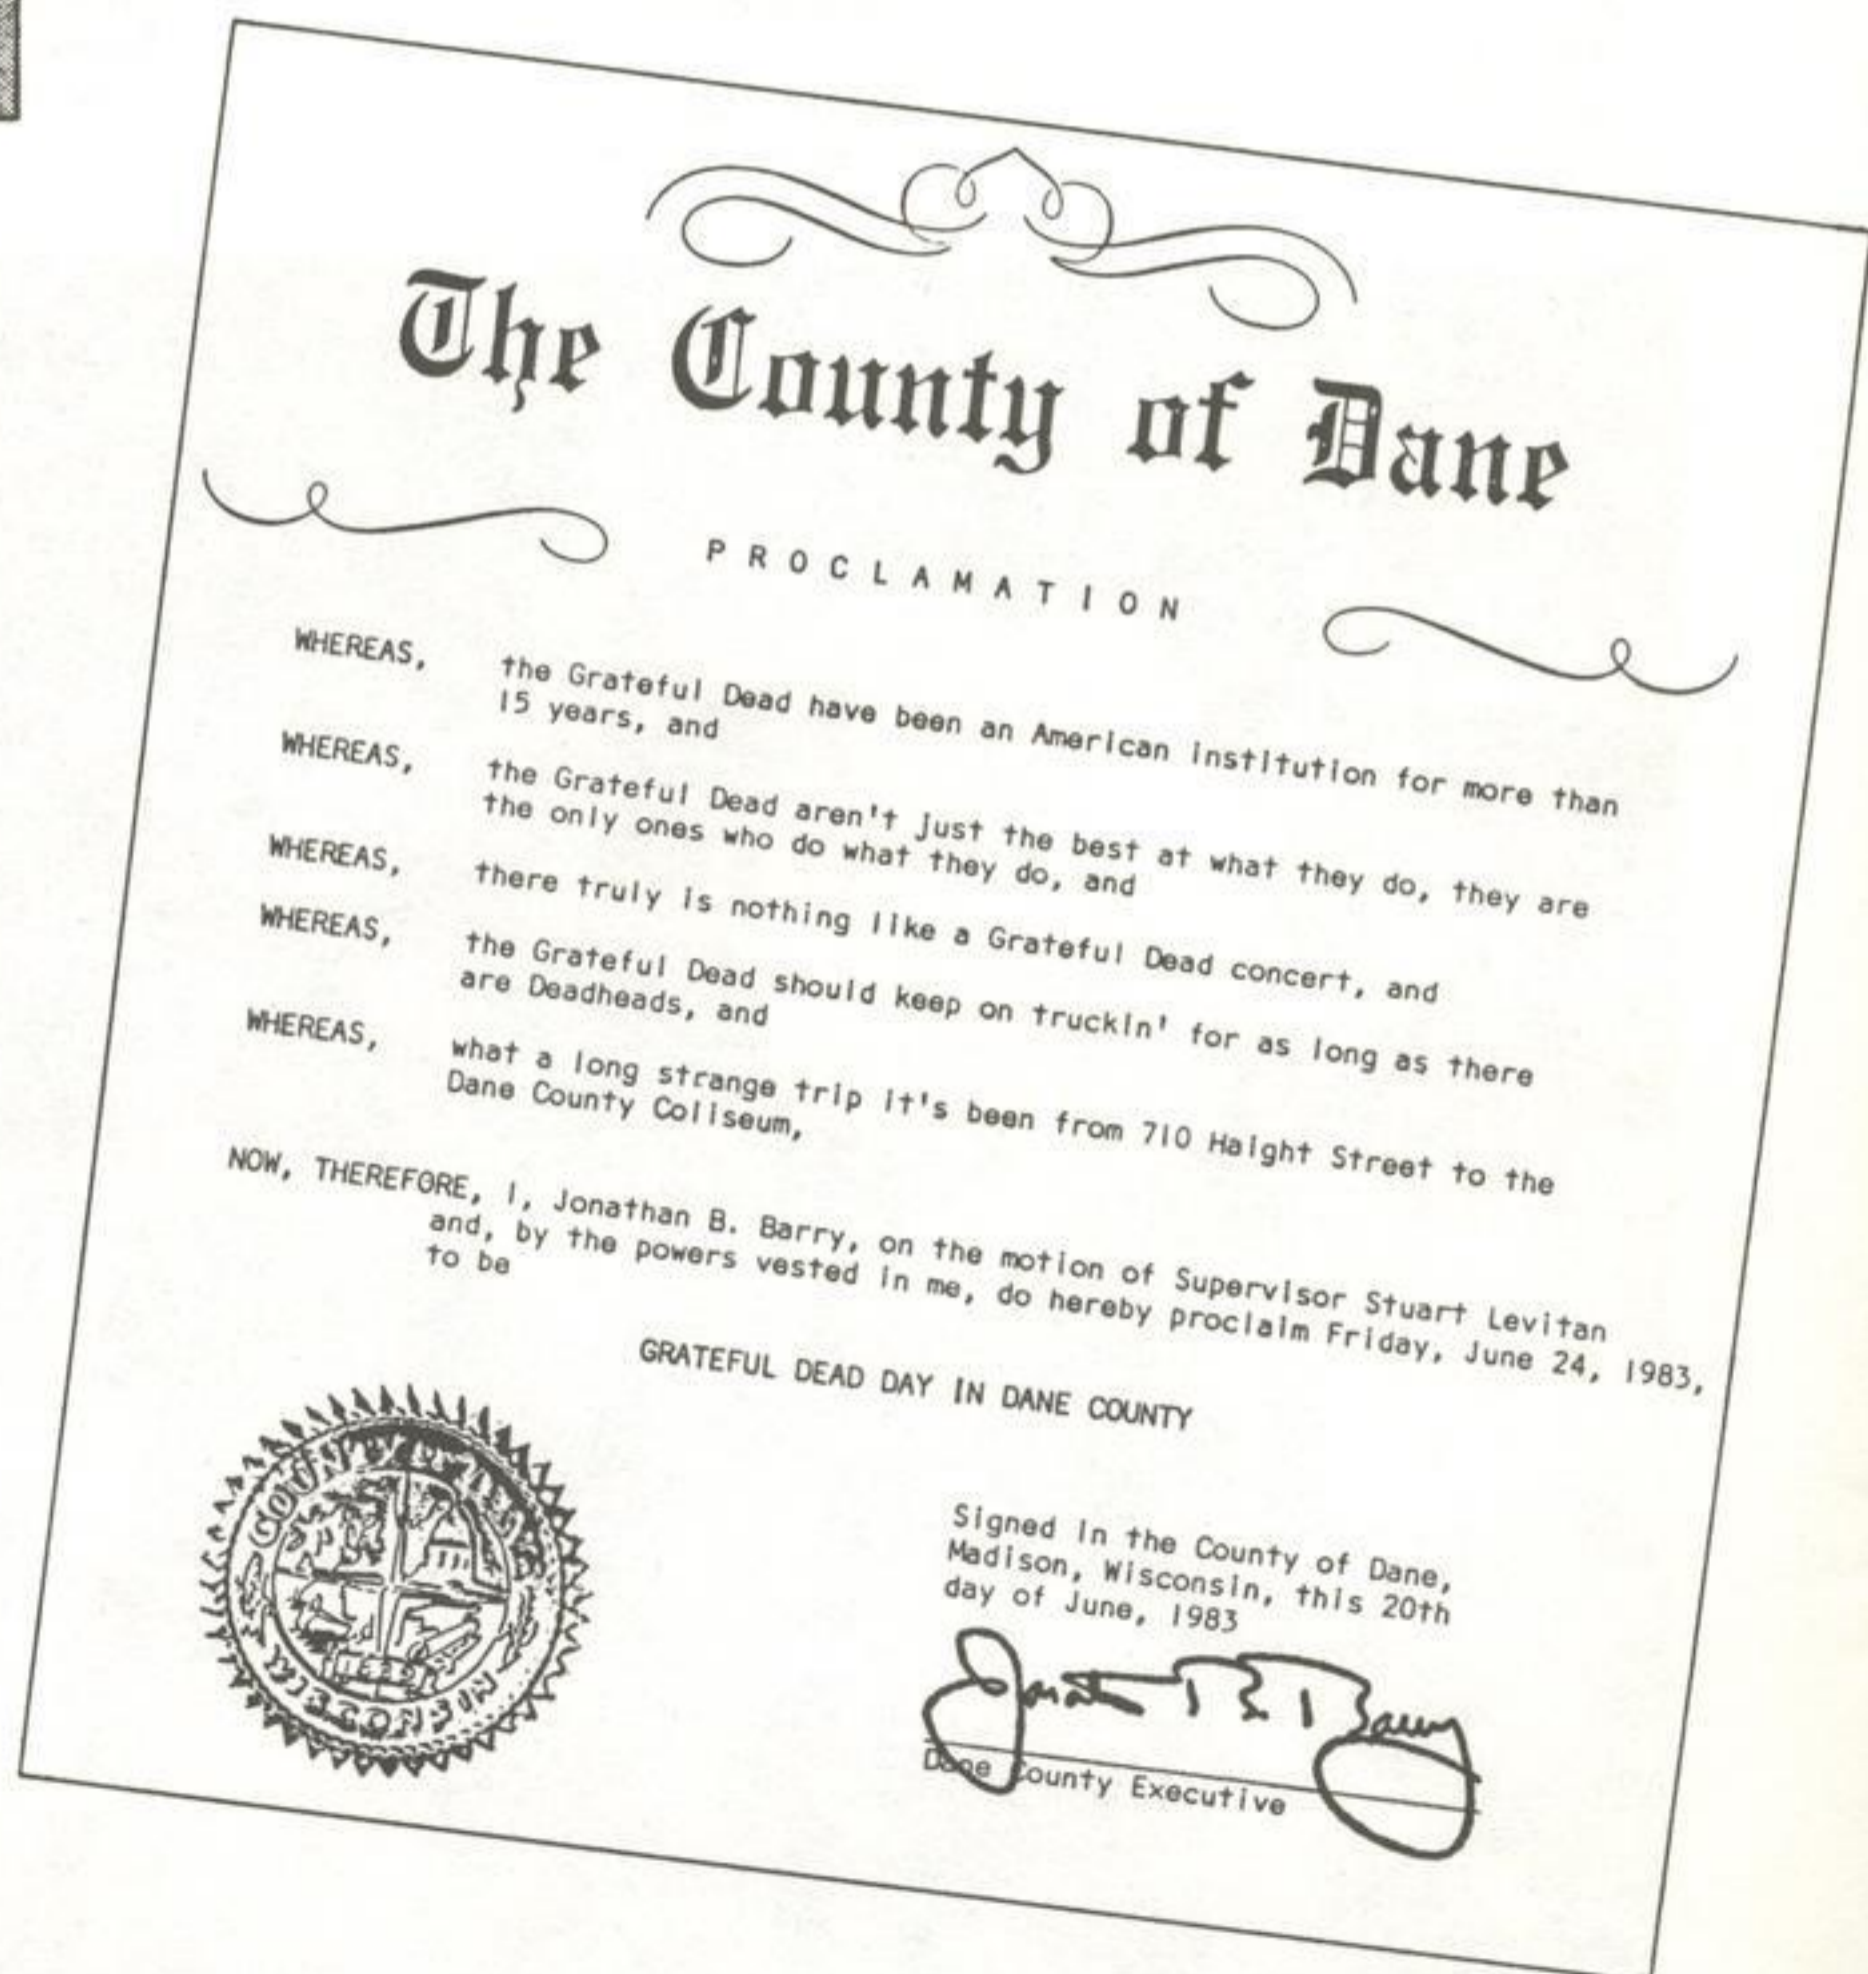 The County of Dane
PROCLAMATION
WHEREAS, the Grateful Dead have been an American institution for more than
15 years, and
WHEREAS, the Grateful Dead aren't just the best at what they do, they are
the only ones who do what they do, and
WHEREAS, there truly is nothing like a Grateful Dead concert, and
WHEREAS, the Grateful Dead should keep on truckin' for as long as there
are Deadheads, and
WHEREAS, what a long strange trip it's been from 710 Haight Street to the
Dane County Coliseum,
NOW, THEREFORE, I, Jonathan B. Barry, on the motion of Supervisor Stuart Levitan
and, by the powers vested in me, do hereby proclaim Friday, June 24, 1983,
to be
GRATEFUL DEAD DAY IN DANE COUNTY
COUNTY
WISCONSIN
Signed in the County of Dane,
Madison, Wisconsin, this 20th
day of June, 1983
Jonathan B Barry
Dane County Executive